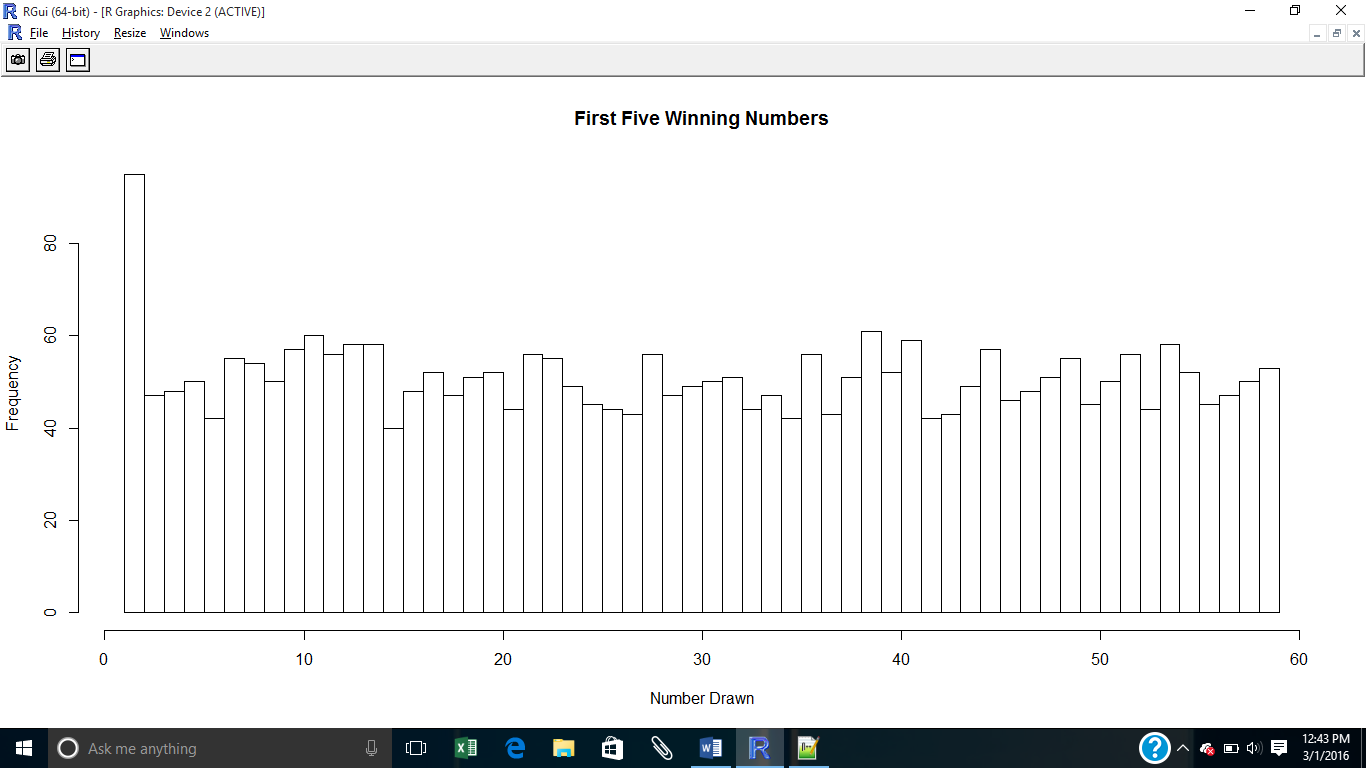 RGui (64-bit) - [R Graphics: Device 2 (ACTIVE)]
File History Resize Windows
First Five Winning Numbers
Frequency
80
60
40
20
0
0 10 20 30 40 50 60
Number Drawn
Ask me anything
12:43 PM
3/1/2016